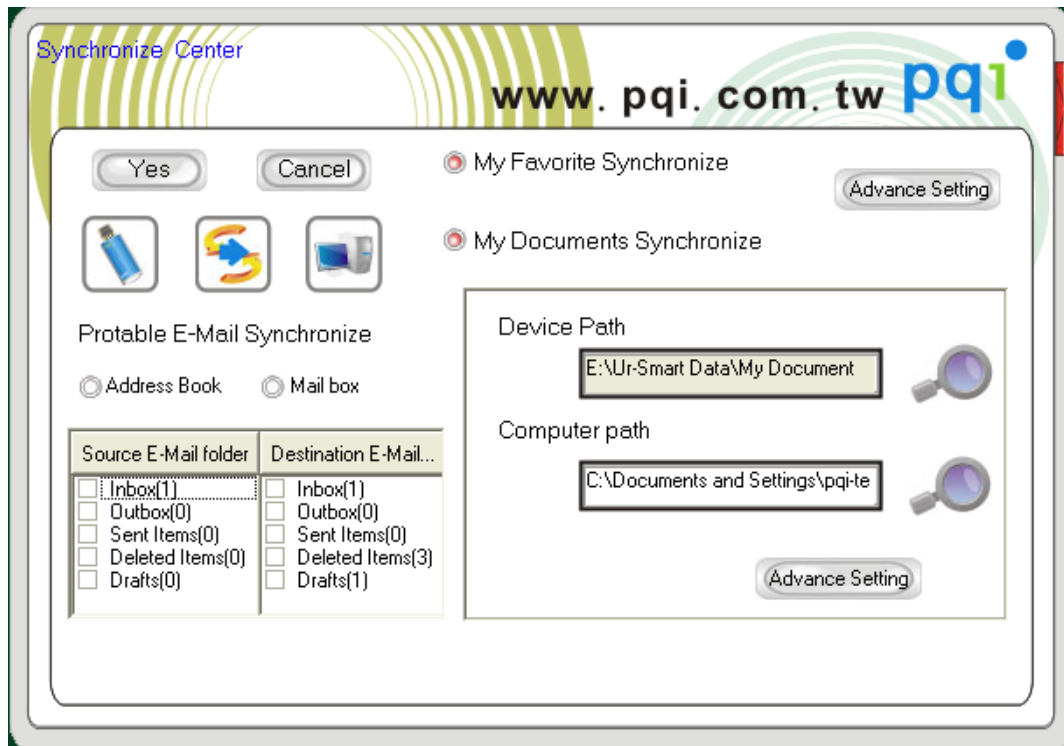 Synchronize Center
www. pqi. com. tw pqi
Yes
Cancel
My Favorite Synchronize
Advance Setting
My Documents Synchronize
Protable E-Mail Synchronize
Address Book
Mail box
Source E-Mail folder
Destination E-Mail...
Inbox(1)
Inbox(1)
Outbox(0)
Outbox(0)
Sent Items(0)
Sent Items(0)
Deleted Items(0)
Deleted Items(3)
Drafts(0)
Drafts(1)
Device Path
E:\Ur-Smart Data\My Document
Computer path
C:\Documents and Settings\pqi-te
Advance Setting